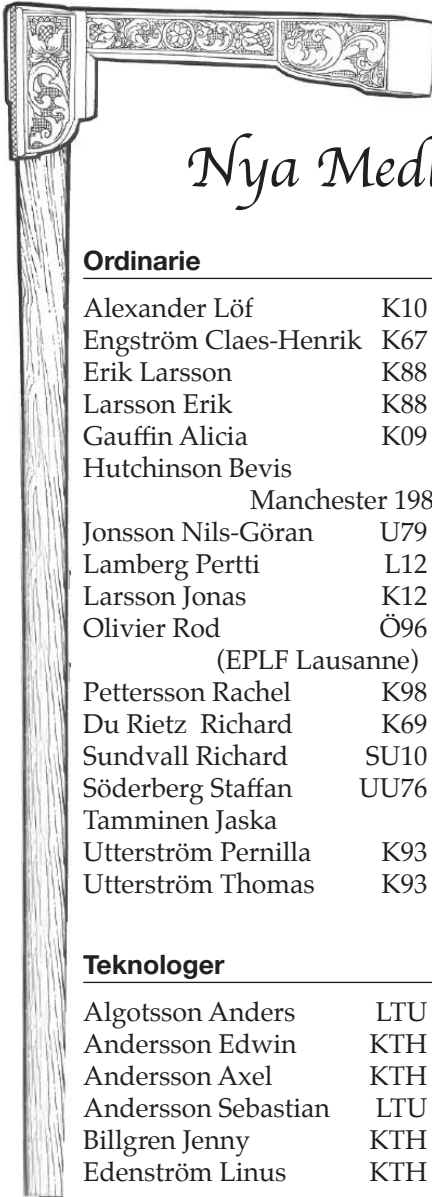 Nya
Ordinarie
Alexander Löf K10
Engström Claes-Henrik K67
Erik Larsson K88
Larsson Erik K88
Gauffin Alicia K09
Hutchinson Bevis
Manchester
Jonsson Nils-Göran U79
Lamberg Pertti L12
Larsson Jonas K12
Olivier Rod Ö96
(EPLF Lausanne)
Pettersson Rachel K98
Du Rietz Richard K69
Sundvall Richard SU10
Söderberg Staffan UU76
Tamminen Jaska
Utterström Pernilla K93
Utterström Thomas K93
Teknologer
Algotsson Anders LTU
Andersson Edwin KTH
Andersson Axel KTH
Andersson Sebastian LTU
Billgren Jenny KTH
Edenström Linus KTH